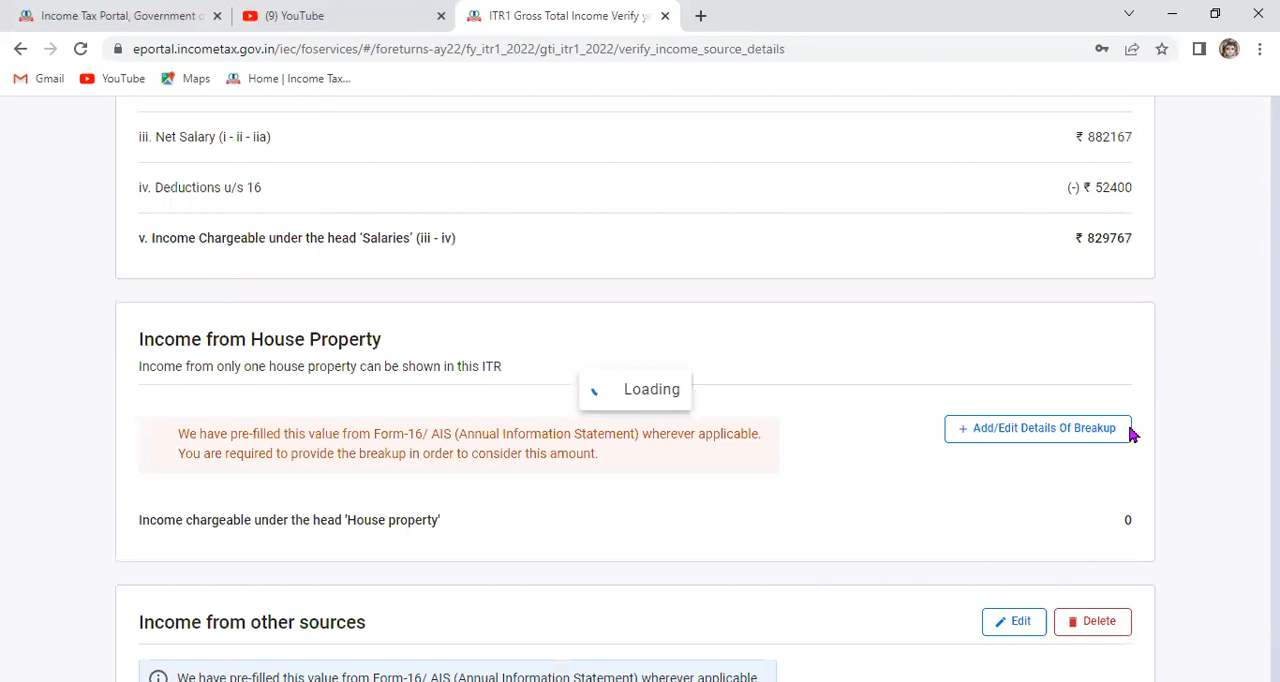 Income Tax Portal, Government o
(9) YouTube
ITR1 Gross Total Income Verify yo
eportal.incometax.gov.in/iec/foservices/#/foreturns-ay22/fy_itr1_2022/gti_itr1_2022/verify_income_source_details
Gmail YouTube Maps Home | Income Tax...
iii. Net Salary (i - ii - iia) ₹ 882167
iv. Deductions u/s 16 (-) ₹ 52400
v. Income Chargeable under the head ‘Salaries’ (iii - iv) ₹ 829767
Income from House Property
Income from only one house property can be shown in this ITR
Loading
We have pre-filled this value from Form-16/ AIS (Annual Information Statement) wherever applicable.
You are required to provide the breakup in order to consider this amount.
+ Add/Edit Details Of Breakup
Income chargeable under the head 'House property' 0
Income from other sources
Edit Delete
We have pre-filled this value from Form-16/ AIS (Annual Information Statement) wherever applicable